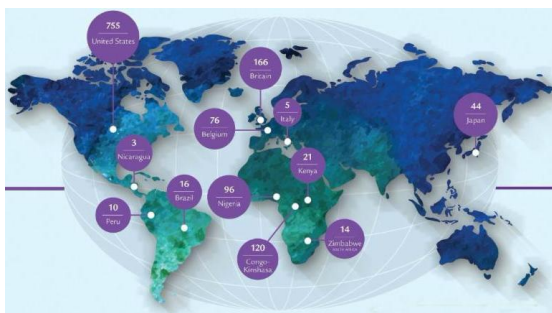 755
United States
166
Britain
5
Italy
44
Japan
76
Belgium
3
Nicaragua
21
Kenya
16
Brazil
96
Nigeria
10
Peru
14
Zimbabwe
120
Congo-
Kinshasa